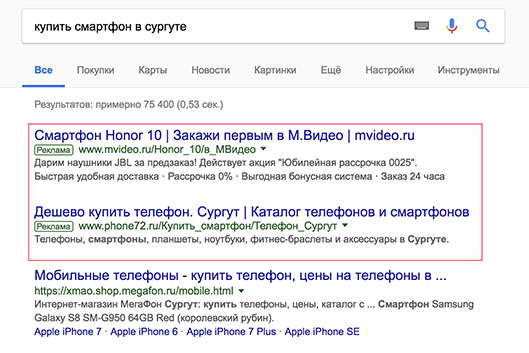 купить смартфон в сургуте
Все Покупки Карты Новости Картинки Ещё Настройки Инструменты
Результатов: примерно 75 400 (0,53 сек.)
Смартфон Honor 10 | Закажи первым в М.Видео | mvideo.ru
Реклама www.mvideo.ru/Honor_10/в_МВидео
Дарим наушники JBL за предзаказ! Действует акция "Юбилейная рассрочка 0025".
Быстрая удобная доставка · Рассрочка 0% · Выгодная бонусная система · Заказ 24 часа
Дешево купить телефон. Сургут | Каталог телефонов и смартфонов
Реклама www.phone72.ru/Купить_смартфон/Телефон_Сургут
Телефоны, смартфоны, планшеты, ноутбуки, фитнес-браслеты и аксессуары в Сургуте.
Мобильные телефоны - купить телефон, цены на телефоны в ...
https://xmao.shop.megafon.ru/mobile.html
Интернет-магазин МегаФон Сургут: купить телефоны, цены, каталог с ... Смартфон Samsung
Galaxy S8 SM-G950 64GB Red (королевский рубин).
Apple iPhone 7 · Apple iPhone 6 · Apple iPhone 7 Plus · Apple iPhone SE